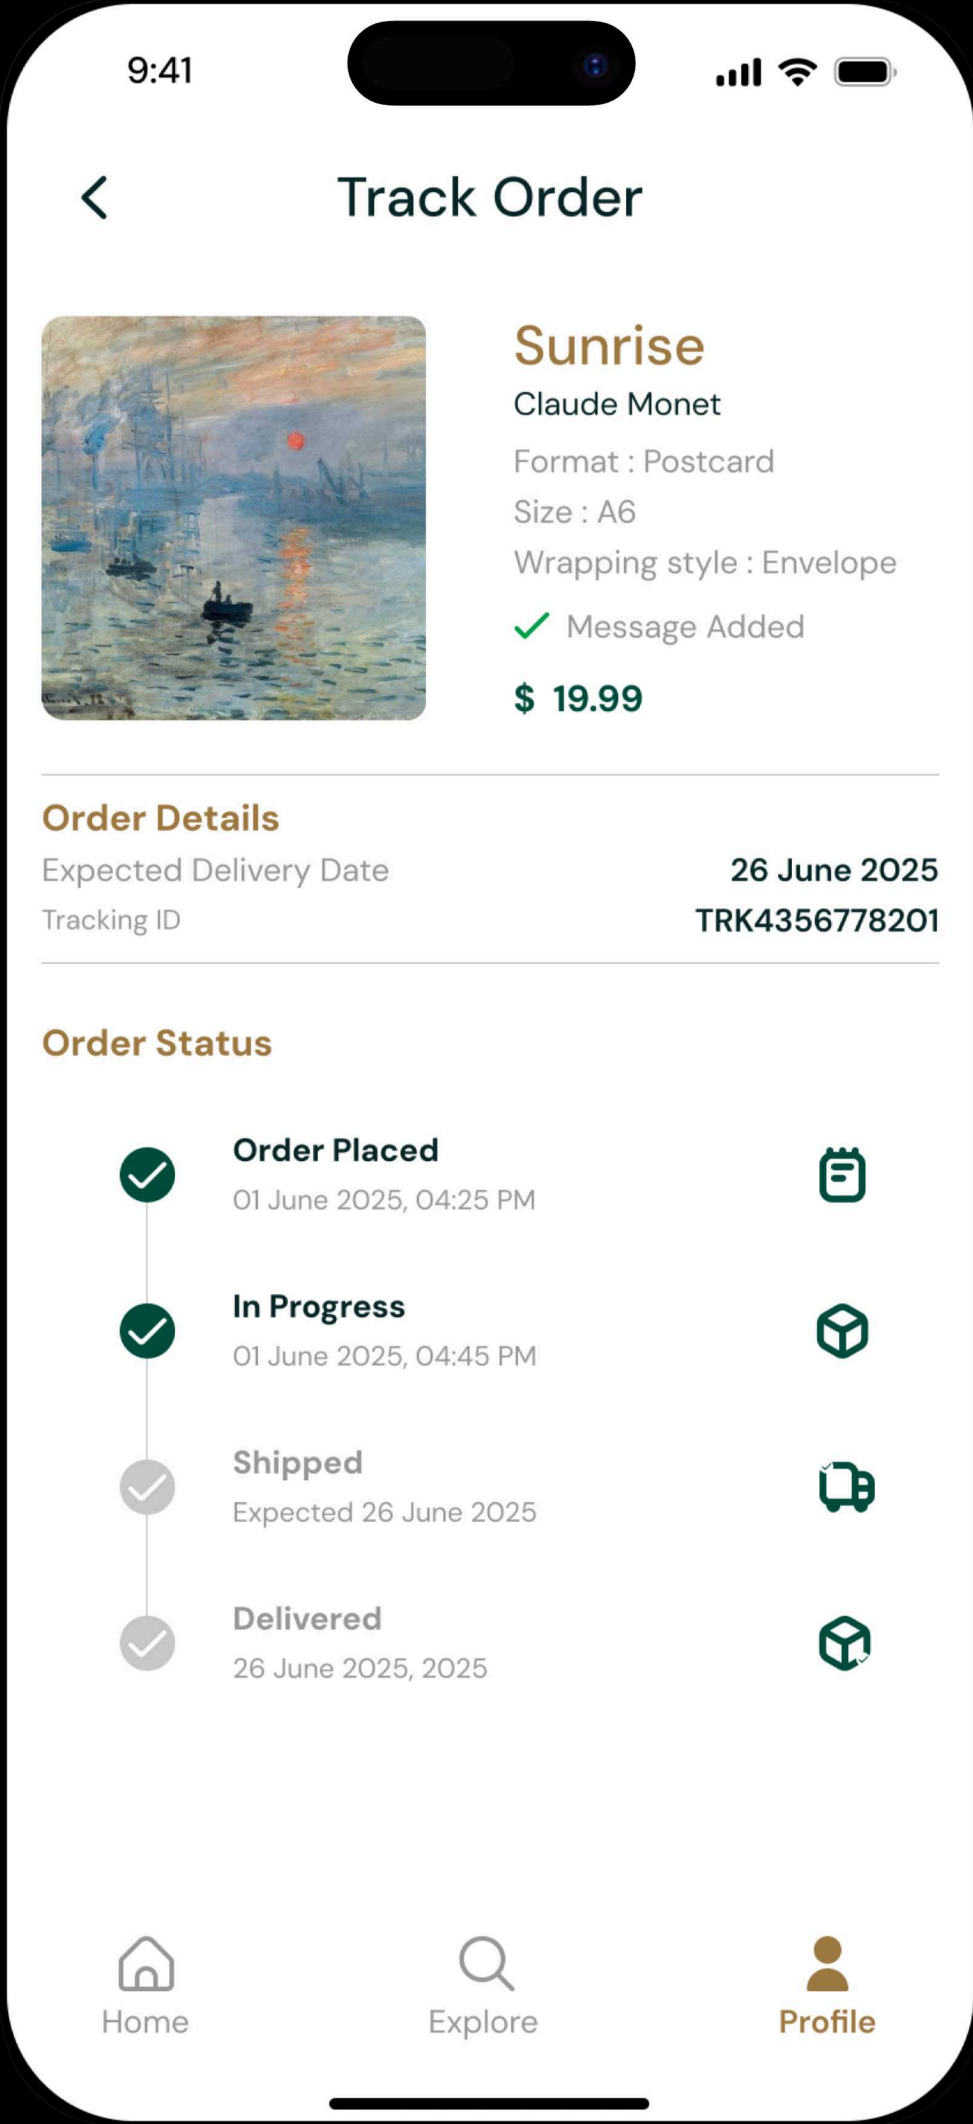 9:41
Track Order
Sunrise
Claude Monet
Format : Postcard
Size : A6
Wrapping style : Envelope
Message Added
$ 19.99
Order Details
Expected Delivery Date 26 June 2025
Tracking ID TRK4356778201
Order Status
Order Placed
01 June 2025, 04:25 PM
In Progress
01 June 2025, 04:45 PM
Shipped
Expected 26 June 2025
Delivered
26 June 2025, 2025
Home Explore Profile